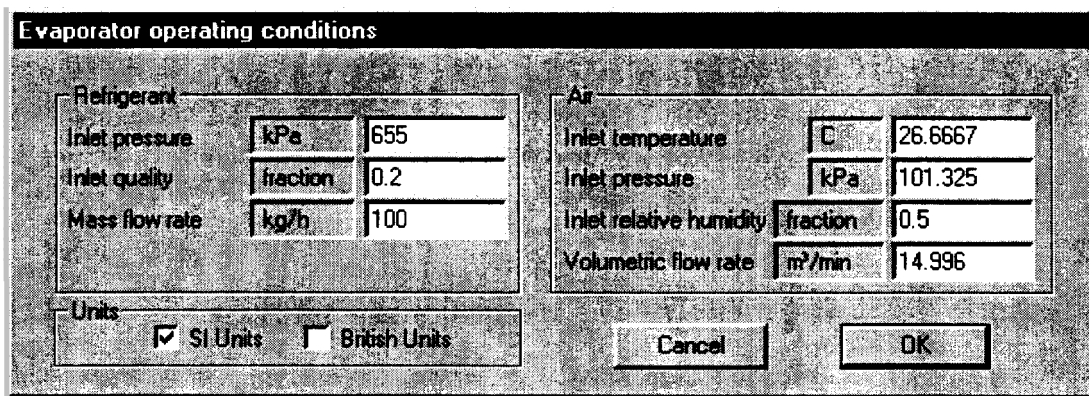 Evaporator operating conditions
Refrigerant
Inlet pressure kPa 655
Inlet quality fraction 0.2
Mass flow rate kg/h 100
Air
Inlet temperature C 26.6667
Inlet pressure kPa 101.325
Inlet relative humidity fraction 0.5
Volumetric flow rate m³/min 14.996
Units
SI Units British Units
Cancel OK